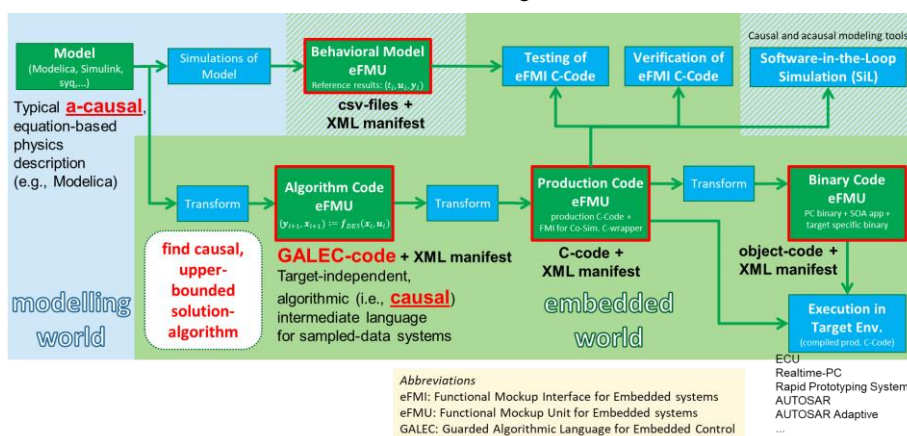 Model
(Modelica, Simulink,
syq,...)
Simulations of
Model
Behavioral Model
eFMU
Reference results: (tᵢ, uᵢ, yᵢ)
csv-files +
XML manifest
Testing of
eFMI C-Code
Verification of
eFMI C-Code
Causal and acausal modeling tools
Software-in-the-Loop
Simulation (SiL)
Typical a-causal,
equation-based
physics
description
(e.g., Modelica)
Transform
Algorithm Code
eFMU
(yᵢ₊₁, xᵢ₊₁) := f_DES(xᵢ, uᵢ)
Transform
Production Code
eFMU
production C-Code +
FMI for Co-Sim. C-wrapper
Transform
Binary Code
eFMU
PC binary + SOA app +
target specific binary
find causal,
upper-
bounded
solution-
algorithm
GALEC-code + XML manifest
Target-independent,
algorithmic (i.e., causal)
intermediate language
for sampled-data systems
C-code
+ XML manifest
object-code +
XML manifest
modelling
world
embedded
world
Execution in
Target Env.
(compiled prod. C-Code)
ECU
Realtime-PC
Rapid Prototyping System
AUTOSAR
AUTOSAR Adaptive
...
Abbreviations
eFMI: Functional Mockup Interface for Embedded systems
eFMU: Functional Mockup Unit for Embedded systems
GALEC: Guarded Algorithmic Language for Embedded Control